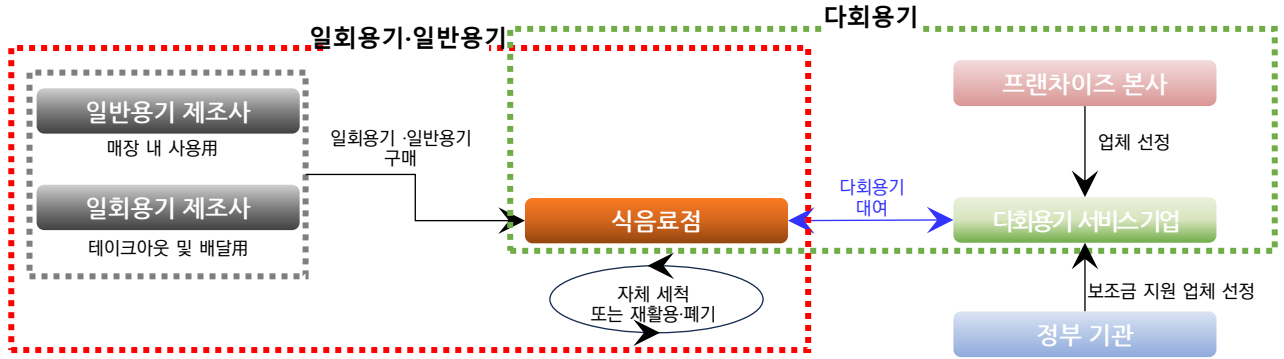 다회용기
일회용기·일반용기
일반용기 제조사
매장 내 사용用
일회용기 제조사
테이크아웃 및 배달用
일회용기 ·일반용기
구매
식음료점
자체 세척
또는 재활용·폐기
다회용기
대여
프랜차이즈 본사
업체 선정
다회용기 서비스기업
보조금 지원 업체 선정
정부 기관